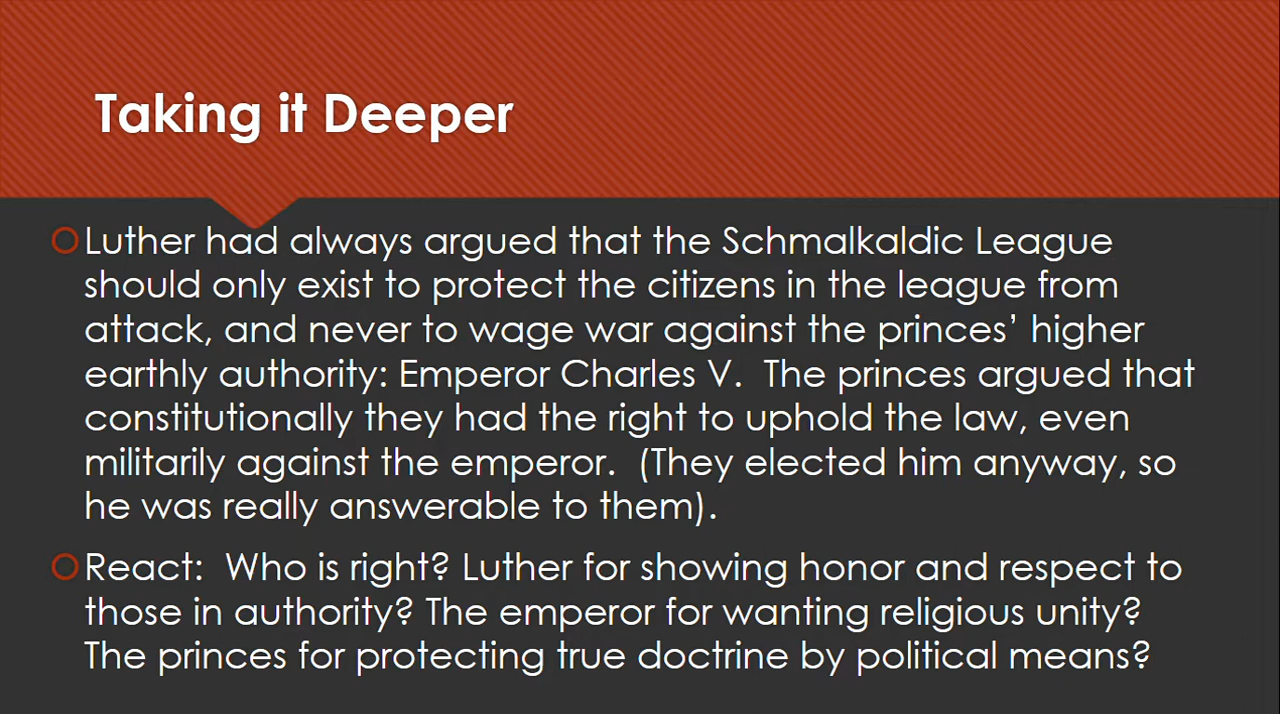 Taking it Deeper
Luther had always argued that the Schmalkaldic League
should only exist to protect the citizens in the league from
attack, and never to wage war against the princes’ higher
earthly authority: Emperor Charles V.  The princes argued that
constitutionally they had the right to uphold the law, even
militarily against the emperor.  (They elected him anyway, so
he was really answerable to them).
React:  Who is right? Luther for showing honor and respect to
those in authority? The emperor for wanting religious unity?
The princes for protecting true doctrine by political means?